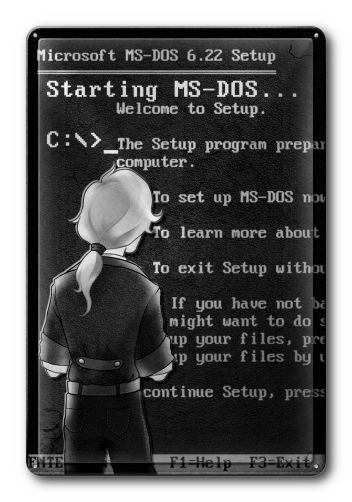 Microsoft MS-DOS 6.22 Setup
Starting MS-DOS...
Welcome to Setup.
C:\>_
The Setup program prepar
computer.
To set up MS-DOS now
To learn more about
To exit Setup withou
If you have not ba
might want to do s
up your files, pre
up your files by u
continue Setup, press
ENTE F1=Help F3=Exit